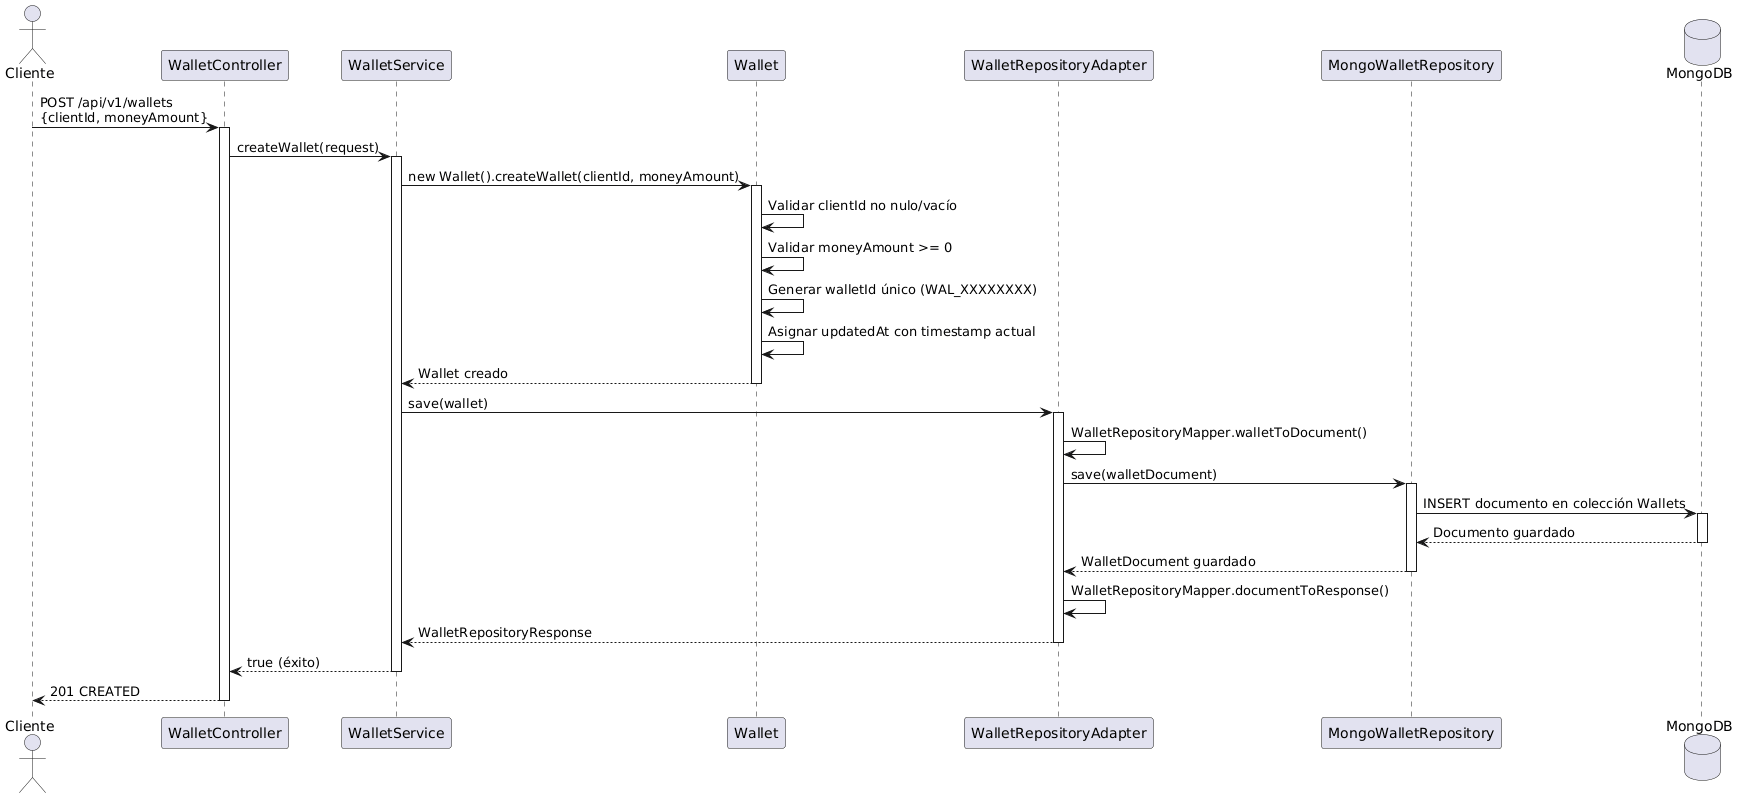 Cliente
WalletController
WalletService
Wallet
WalletRepositoryAdapter
MongoWalletRepository
MongoDB
POST /api/v1/wallets
{clientId, moneyAmount}
createWallet(request)
new Wallet().createWallet(clientId, moneyAmount)
Validar clientId no nulo/vacío
Validar moneyAmount >= 0
Generar walletId único (WAL_XXXXXXXX)
Asignar updatedAt con timestamp actual
Wallet creado
save(wallet)
WalletRepositoryMapper.walletToDocument()
save(walletDocument)
INSERT documento en colección Wallets
Documento guardado
WalletDocument guardado
WalletRepositoryMapper.documentToResponse()
WalletRepositoryResponse
true (éxito)
201 CREATED
Cliente
WalletController
WalletService
Wallet
WalletRepositoryAdapter
MongoWalletRepository
MongoDB